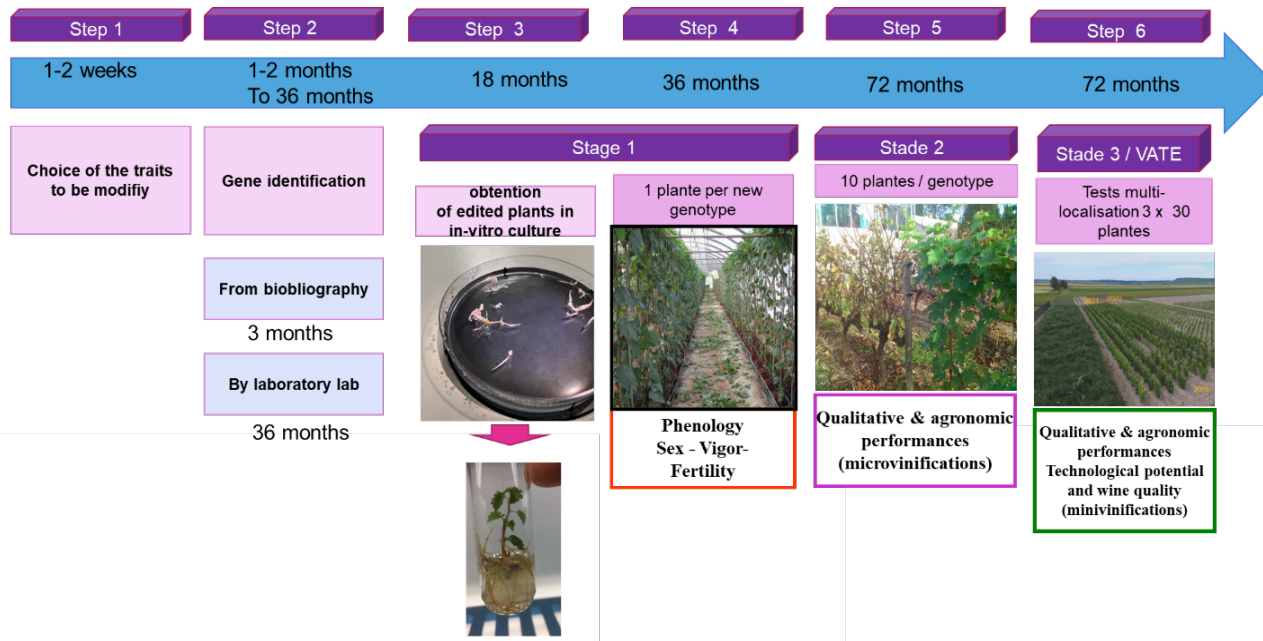 Step 1
Step 2
Step 3
Step 4
Step 5
Step 6
1-2 weeks
1-2 months
To 36 months
18 months
36 months
72 months
72 months
Choice of the traits
to be modifiy
Gene identification
From biobliography
3 months
By laboratory lab
36 months
Stage 1
obtention
of edited plants in
in-vitro culture
1 plante per new
genotype
Phenology
Sex - Vigor-
Fertility
Stade 2
10 plantes / genotype
Qualitative & agronomic
performances
(microvinifications)
Stade 3 / VATE
Tests multi-
localisation 3 x 30
plantes
2021 2020
2019
Qualitative & agronomic
performances
Technological potential
and wine quality
(minivinifications)